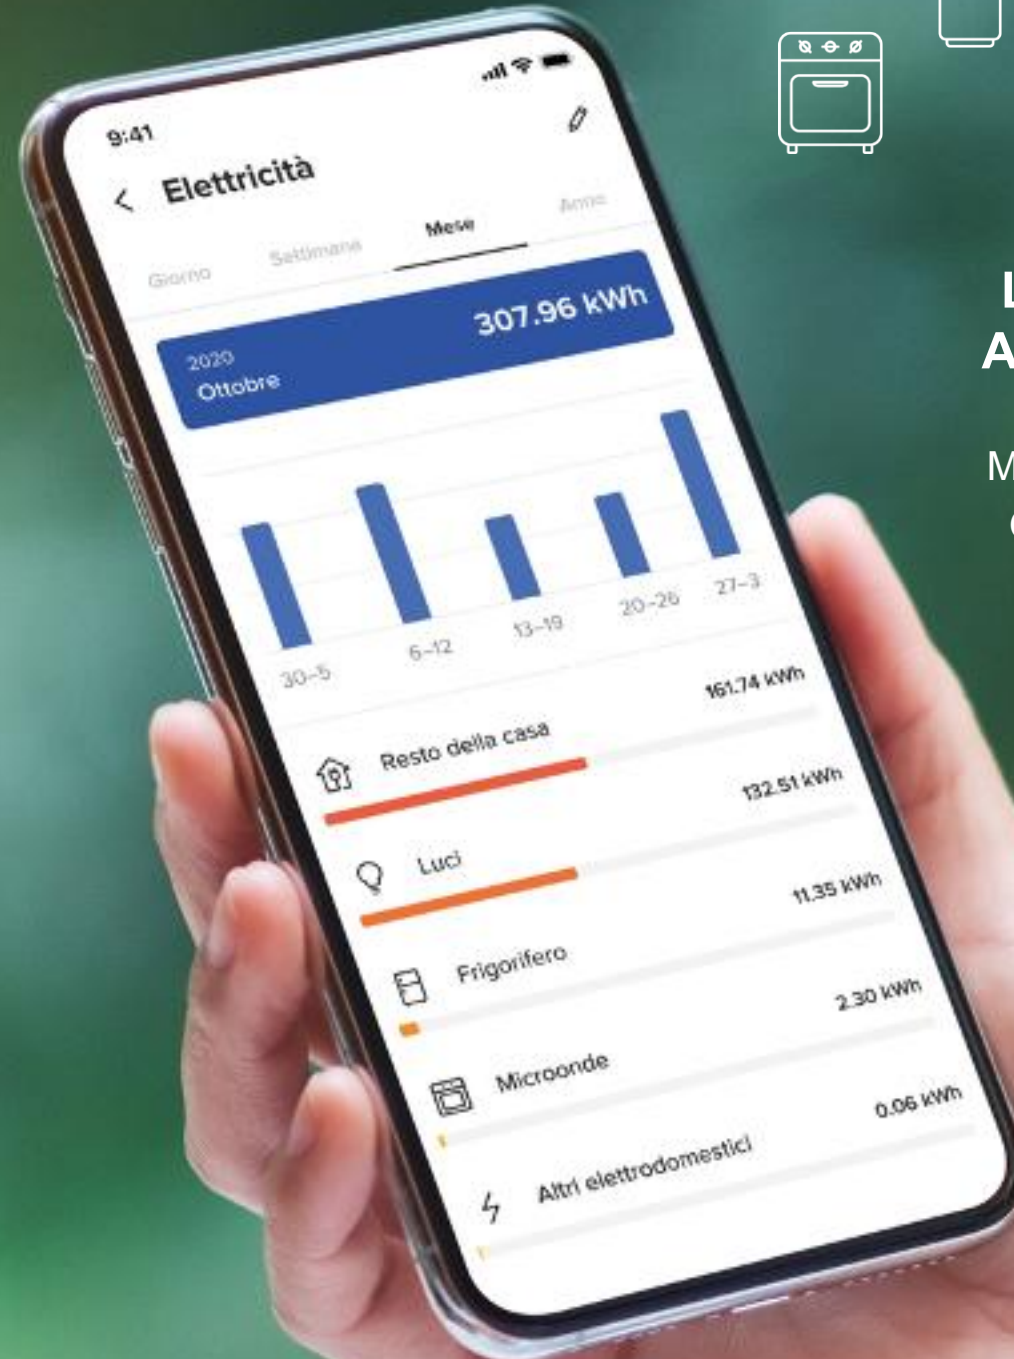 9:41
Elettricità
Giorno Settimana Mese Anno
307.96 kWh
2020
Ottobre
30–5 6–12 13–19 20–26 27–3
Resto della casa 161.74 kWh
Luci 132.51 kWh
Frigorifero 11.35 kWh
Microonde 2.30 kWh
Altri elettrodomestici 0.06 kWh